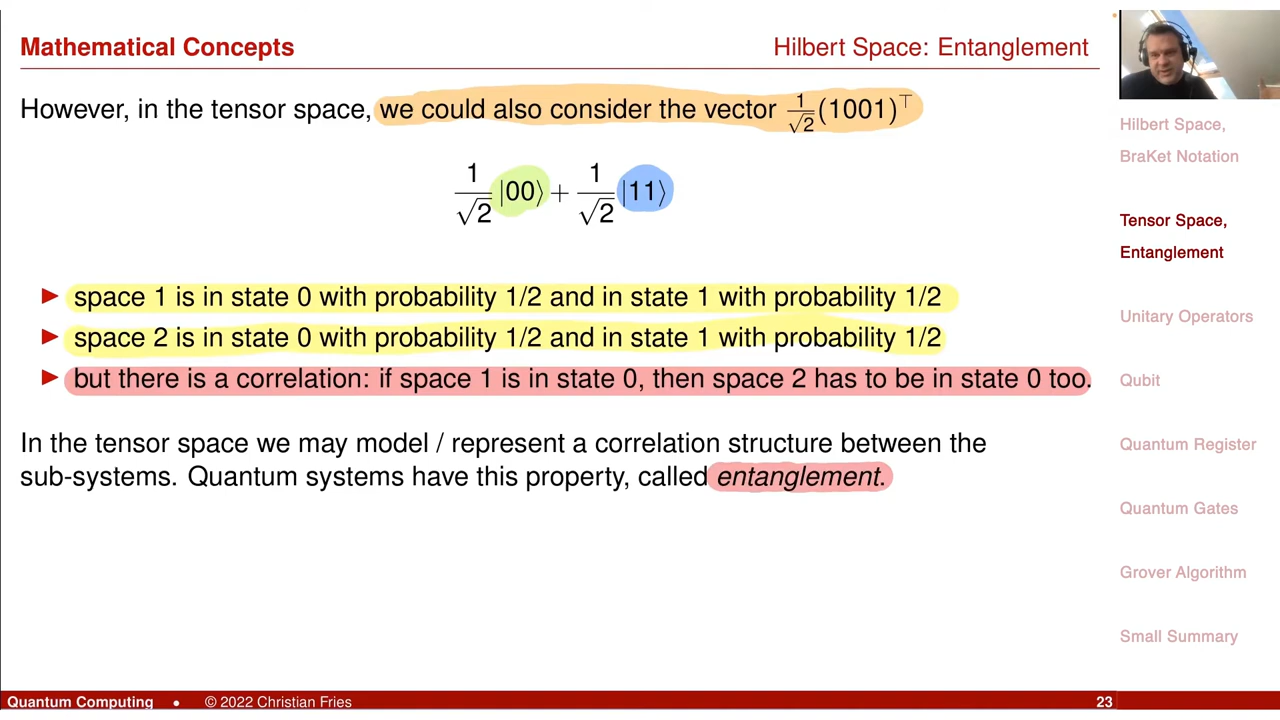 Mathematical Concepts
Hilbert Space: Entanglement
However, in the tensor space, we could also consider the vector 1/√2 (1001)⊤
1/√2 |00⟩ + 1/√2 |11⟩
▶ space 1 is in state 0 with probability 1/2 and in state 1 with probability 1/2
▶ space 2 is in state 0 with probability 1/2 and in state 1 with probability 1/2
▶ but there is a correlation: if space 1 is in state 0, then space 2 has to be in state 0 too.
In the tensor space we may model / represent a correlation structure between the
sub-systems. Quantum systems have this property, called entanglement.
Hilbert Space,
BraKet Notation
Tensor Space,
Entanglement
Unitary Operators
Qubit
Quantum Register
Quantum Gates
Grover Algorithm
Small Summary
Quantum Computing • © 2022 Christian Fries
23